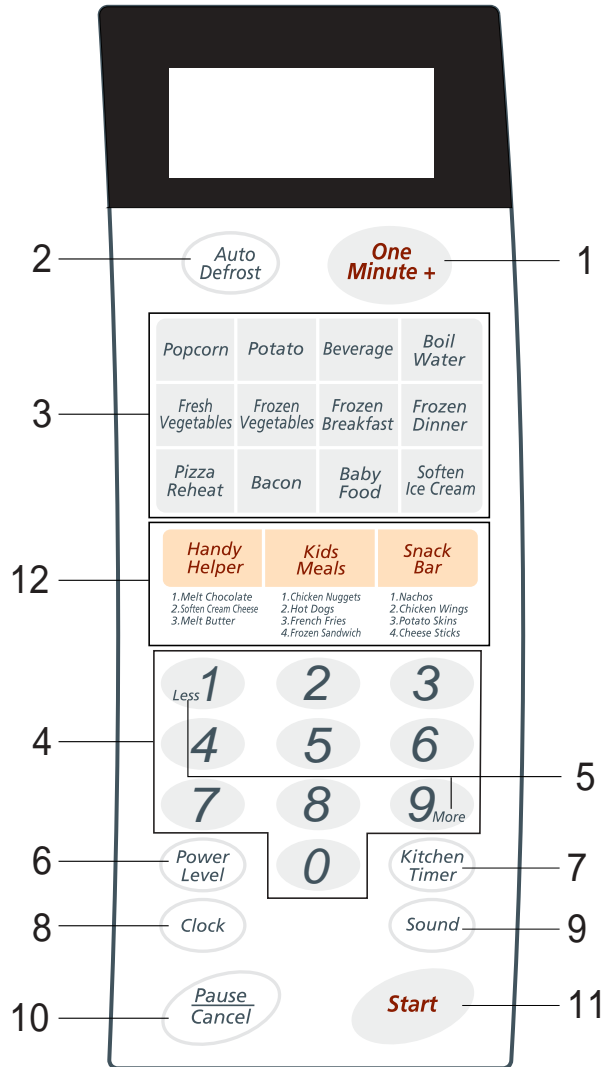 2
Auto
Defrost
One
Minute +
1
3
Popcorn
Potato
Beverage
Boil
Water
Fresh
Vegetables
Frozen
Vegetables
Frozen
Breakfast
Frozen
Dinner
Pizza
Reheat
Bacon
Baby
Food
Soften
Ice Cream
12
Handy
Helper
1.Melt Chocolate
2.Soften Cream Cheese
3.Melt Butter
Kids
Meals
1.Chicken Nuggets
2.Hot Dogs
3.French Fries
4.Frozen Sandwich
Snack
Bar
1.Nachos
2.Chicken Wings
3.Potato Skins
4.Cheese Sticks
4
Less 1
2
3
4
5
6
5
7
8
9 More
0
6
Power
Level
Kitchen
Timer
7
8
Clock
Sound
9
10
Pause
Cancel
Start
11